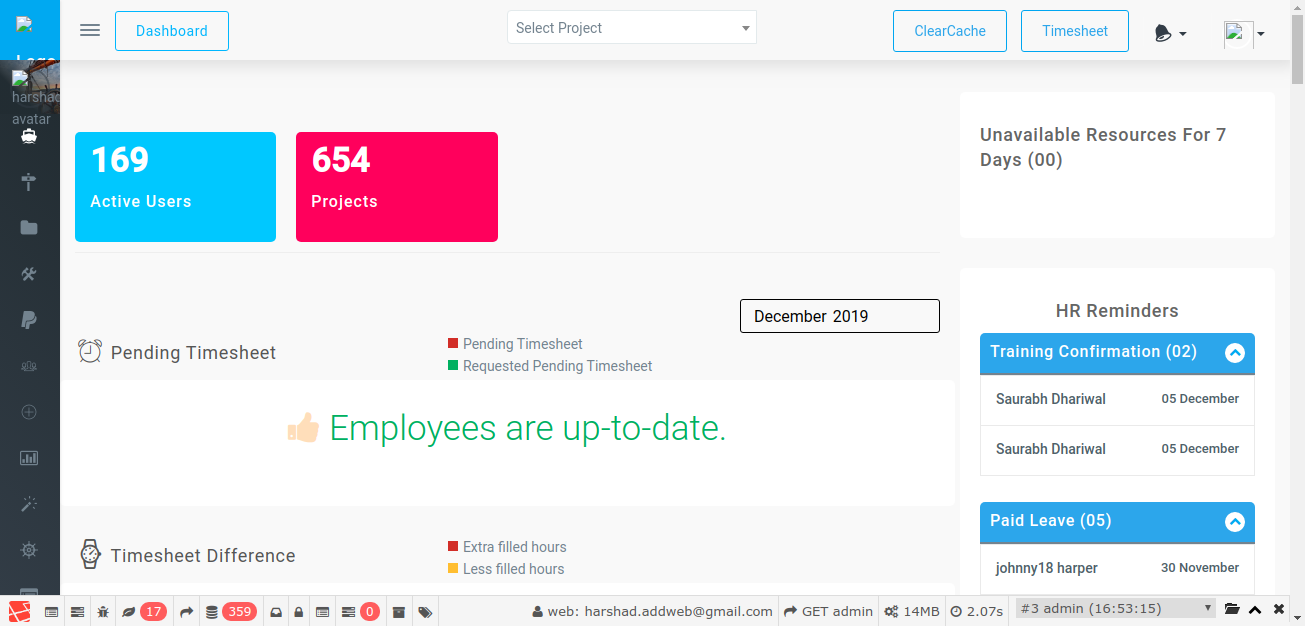 Dashboard
Select Project
ClearCache
Timesheet
harshad
avatar
169
Active Users
654
Projects
Unavailable Resources For 7
Days (00)
December 2019
Pending Timesheet
Pending Timesheet
Requested Pending Timesheet
Employees are up-to-date.
Timesheet Difference
Extra filled hours
Less filled hours
HR Reminders
Training Confirmation (02)
Saurabh Dhariwal 05 December
Saurabh Dhariwal 05 December
Paid Leave (05)
johnny18 harper 30 November
17 359 0 web: harshad.addweb@gmail.com GET admin 14MB 2.07s #3 admin (16:53:15)